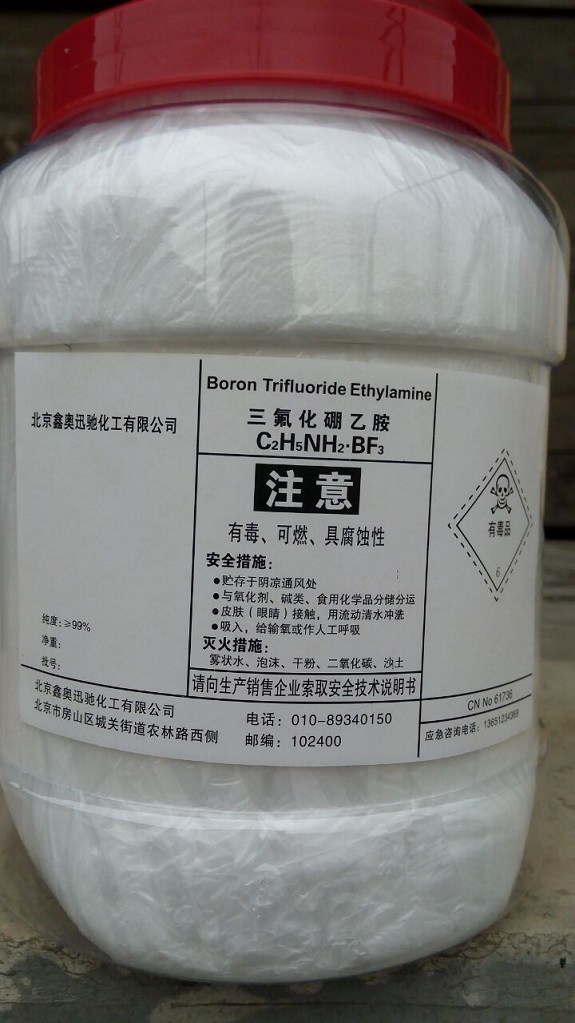 北京鑫奥迅驰化工有限公司
纯度:≥99%
净重:
批号:
Boron Trifluoride Ethylamine
三氟化硼乙胺
C₂H₅NH₂·BF₃
注意
有毒、可燃、具腐蚀性
安全措施:
●贮存于阴凉通风处
●与氧化剂、碱类、食用化学品分储分运
●皮肤(眼睛)接触,用流动清水冲洗
●吸入,给输氧或作人工呼吸
灭火措施:
雾状水、泡沫、干粉、二氧化碳、沙土
请向生产销售企业索取安全技术说明书
有毒品
6
CN No 61736
北京鑫奥迅驰化工有限公司
北京市房山区城关街道农林路西侧
电话:010-89340150
邮编:102400
应急咨询电话: